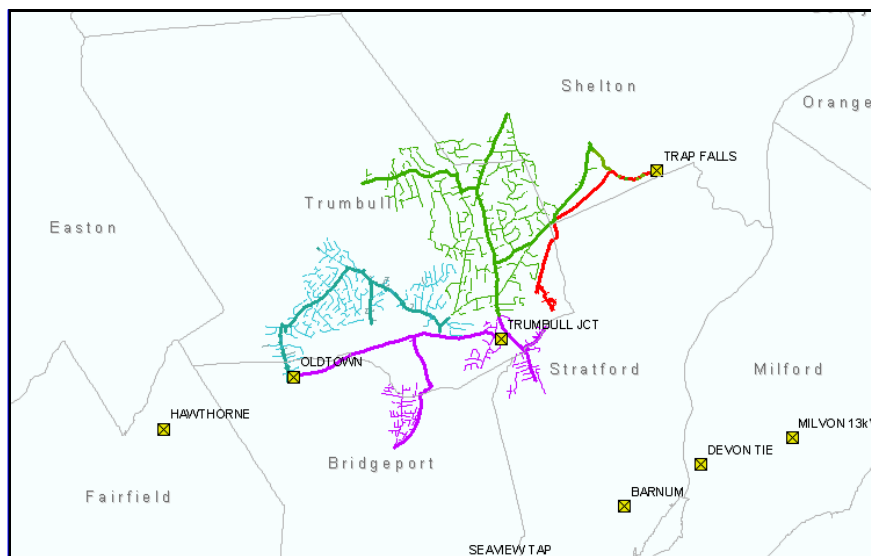 Shelton
Orange
TRAP FALLS
Trumbull
Easton
TRUMBULL JCT
OLDTOWN
Stratford
Milford
HAWTHORNE
MILVON 13kV
DEVON TIE
Bridgeport
Fairfield
BARNUM
SEAVIEW TAP